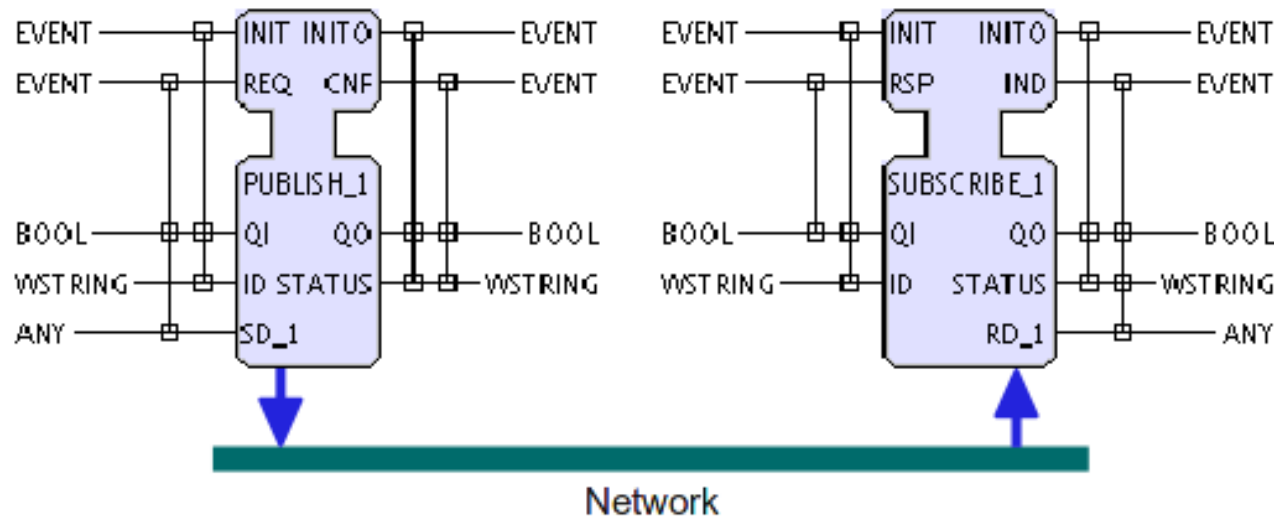 EVENT INIT INITO EVENT EVENT INIT INITO EVENT
EVENT REQ CNF EVENT EVENT RSP IND EVENT
PUBLISH_1 SUBSCRIBE_1
BOOL QI QO BOOL BOOL QI QO BOOL
WSTRING ID STATUS WSTRING WSTRING ID STATUS WSTRING
ANY SD_1 RD_1 ANY
Network